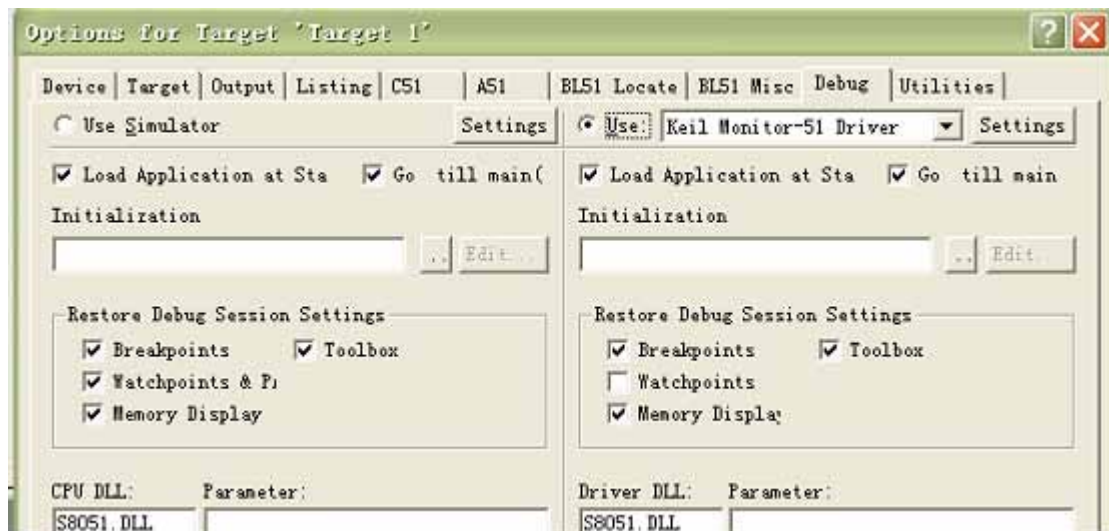 Options for Target 'Target 1'
Device Target Output Listing C51 A51 BL51 Locate BL51 Misc Debug Utilities
Use Simulator Settings Use: Keil Monitor-51 Driver Settings
Load Application at Sta Go till main( Load Application at Sta Go till main
Initialization Initialization
.. Edit... .. Edit...
Restore Debug Session Settings Restore Debug Session Settings
Breakpoints Toolbox Breakpoints Toolbox
Watchpoints & Pa Watchpoints
Memory Display Memory Display
CPU DLL: Parameter: Driver DLL: Parameter:
S8051.DLL S8051.DLL